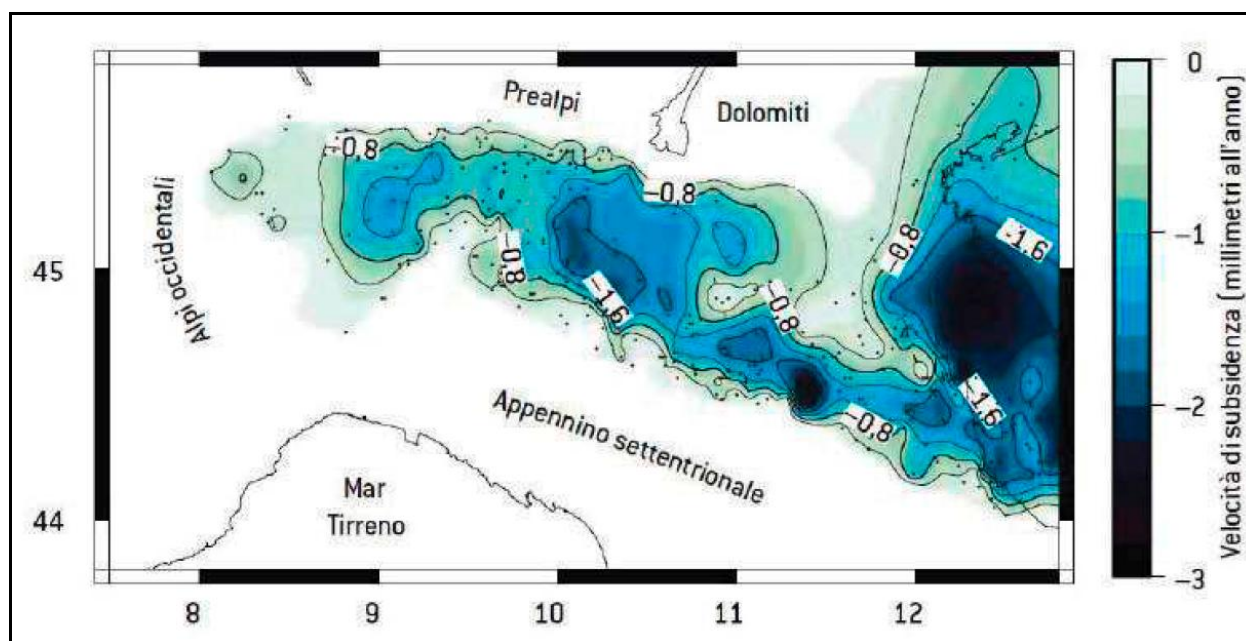 Prealpi
Dolomiti
Alpi occidentali
Appennino settentrionale
Mar
Tirreno
–0,8
–0,8
–0,8
–0,8
–0,8
–0,8
–1,6
-1,6
–1,6
45
44
8
9
10
11
12
0
–1
–2
–3
Velocità di subsidenza (millimetri all'anno)